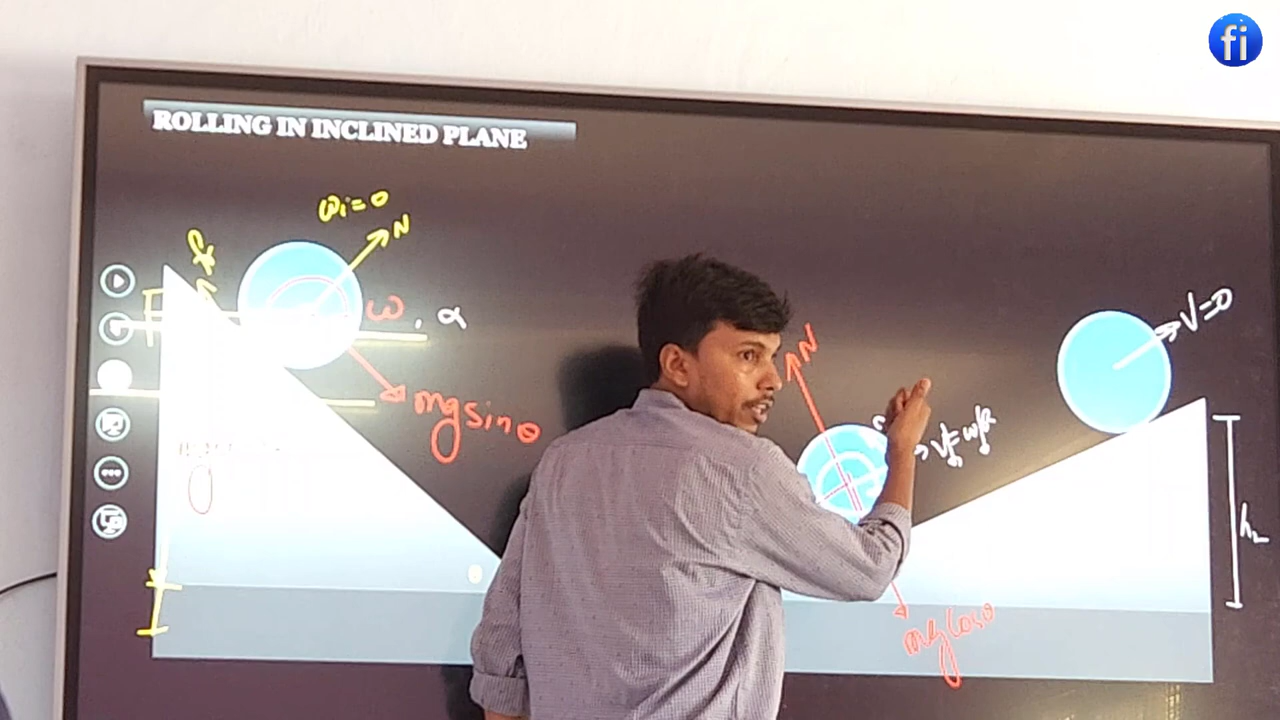 fi
ROLLING IN INCLINED PLANE
ωi=0
N
ω, α
mgsinθ
N
V=0
h₂
mgcosθ